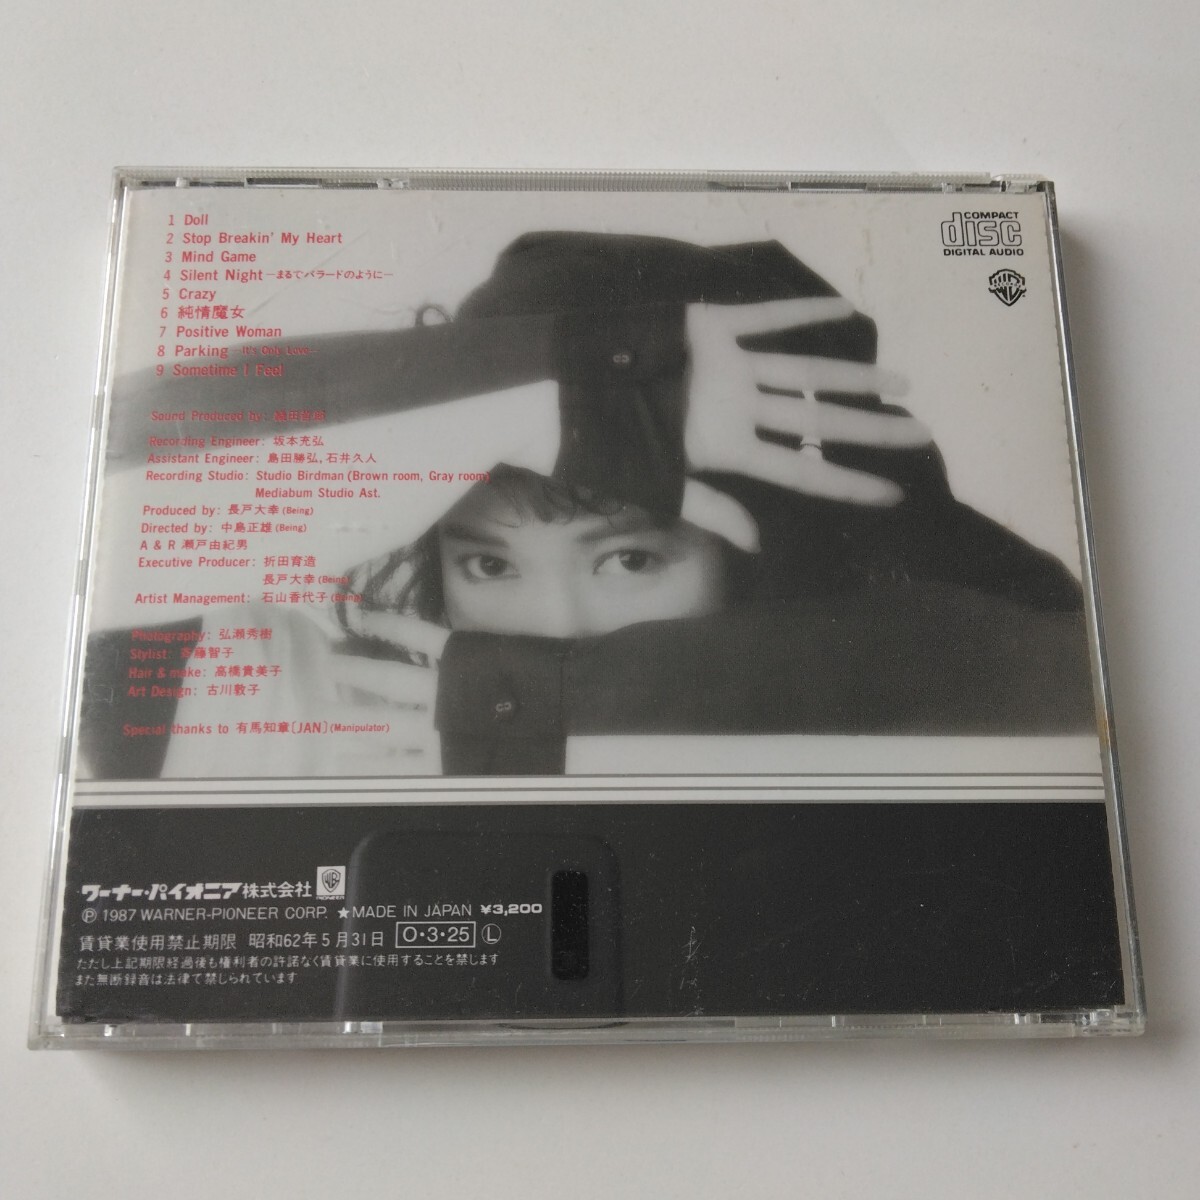 1 Doll
2 Stop Breakin' My Heart
3 Mind Game
4 Silent Night—まるでバラードのように—
5 Crazy
6 純情魔女
7 Positive Woman
8 Parking—It's Only Love—
9 Sometime I Feel
Sound Produced by:
Recording Engineer: 坂本充弘
Assistant Engineer: 島田勝弘, 石井久人
Recording Studio: Studio Birdman (Brown room, Gray room)
Mediabum Studio Ast.
Produced by: 長戸大幸 (Being)
Directed by: 中島正雄 (Being)
A & R 瀬戸由紀男
Executive Producer: 折田育造
長戸大幸 (Being)
Artist Management: 石山香代子 (Being)
Photography: 弘瀬秀樹
Stylist: 斉藤智子
Hair & make: 高橋貴美子
Art Design: 古川敦子
Special thanks to 有馬知章〔JAN〕(Manipulator)
COMPACT
disc
DIGITAL AUDIO
ワーナー・パイオニア株式会社
PIONEER
Ⓟ 1987 WARNER-PIONEER CORP. ★MADE IN JAPAN ¥3,200
賃貸業使用禁止期限 昭和62年5月31日 O・3・25 Ⓛ
ただし上記期限経過後も権利者の許諾なく賃貸業に使用することを禁じます
また無断録音は法律で禁じられています